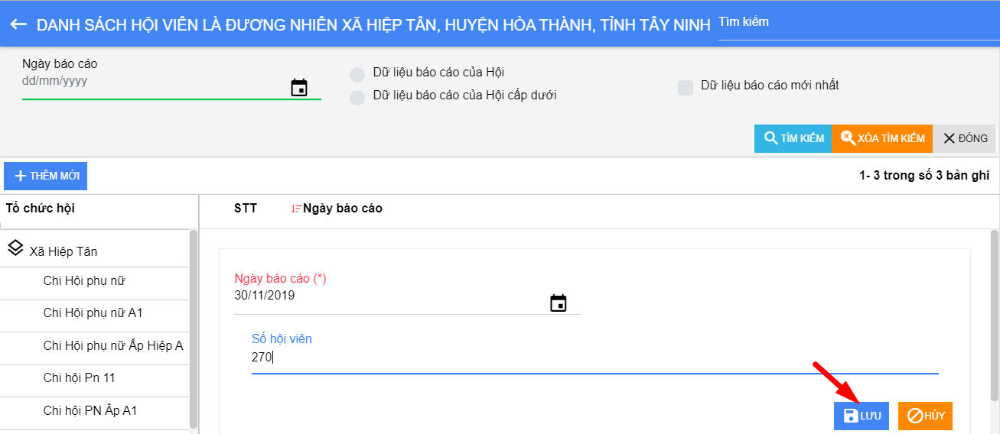 DANH SÁCH HỘI VIÊN LÀ ĐƯƠNG NHIÊN XÃ HIỆP TÂN, HUYỆN HÒA THÀNH, TỈNH TÂY NINH Tìm kiếm
Ngày báo cáo
dd/mm/yyyy
Dữ liệu báo cáo của Hội
Dữ liệu báo cáo của Hội cấp dưới
Dữ liệu báo cáo mới nhất
TÌM KIẾM XÓA TÌM KIẾM ĐÓNG
THÊM MỚI 1- 3 trong số 3 bản ghi
Tổ chức hội STT Ngày báo cáo
Xã Hiệp Tân
Chi Hội phụ nữ
Chi Hội phụ nữ A1
Chi Hội phụ nữ Ấp Hiệp A
Chi hội Pn 11
Chi hội PN Ấp A1
Ngày báo cáo (*)
30/11/2019
Số hội viên
270
LƯU HỦY